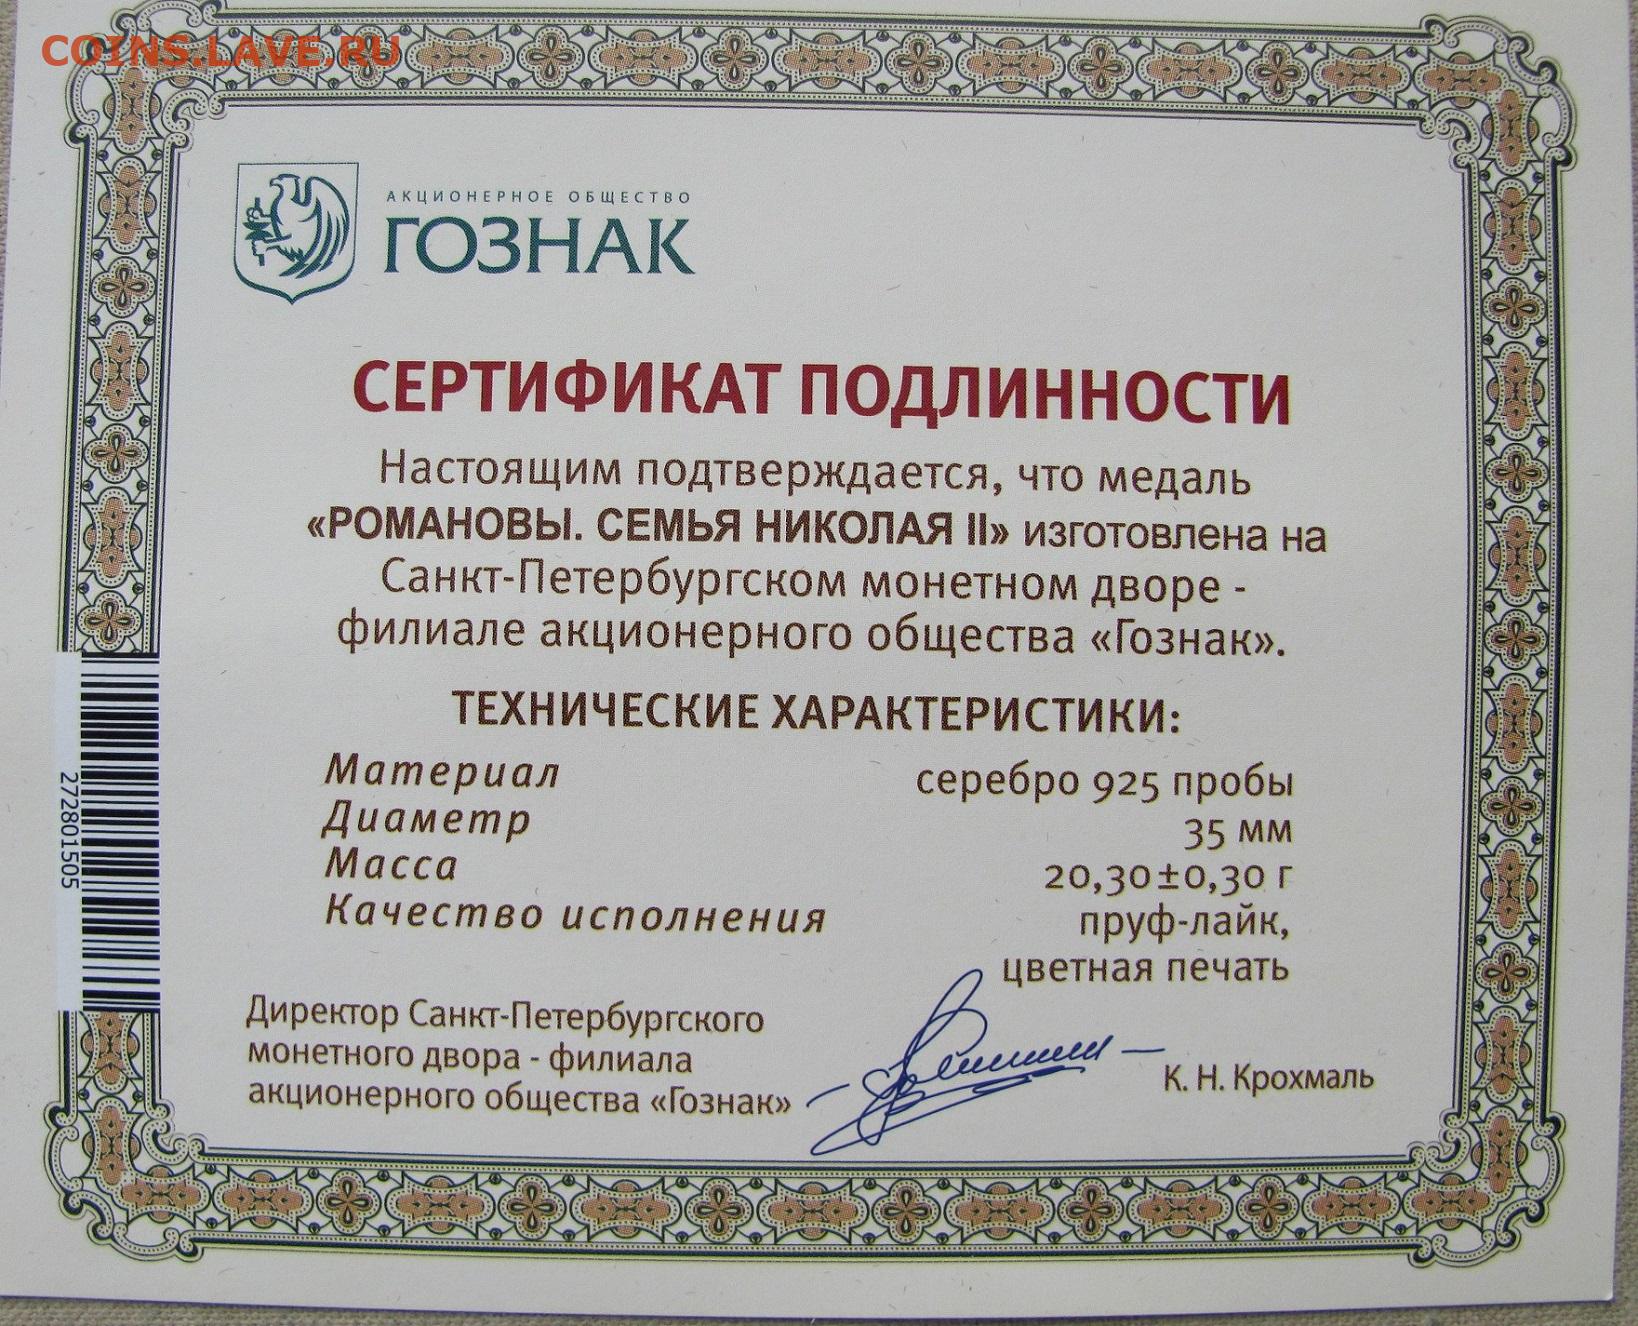 COINS.LAVE.RU
АКЦИОНЕРНОЕ ОБЩЕСТВО
ГОЗНАК
СЕРТИФИКАТ ПОДЛИННОСТИ
Настоящим подтверждается, что медаль
«РОМАНОВЫ. СЕМЬЯ НИКОЛАЯ II» изготовлена на
Санкт-Петербургском монетном дворе -
филиале акционерного общества «Гознак».
ТЕХНИЧЕСКИЕ ХАРАКТЕРИСТИКИ:
Материал серебро 925 пробы
Диаметр 35 мм
Масса 20,30±0,30 г
Качество исполнения пруф-лайк,
цветная печать
272801505
Директор Санкт-Петербургского
монетного двора - филиала
акционерного общества «Гознак»
К. Н. Крохмаль